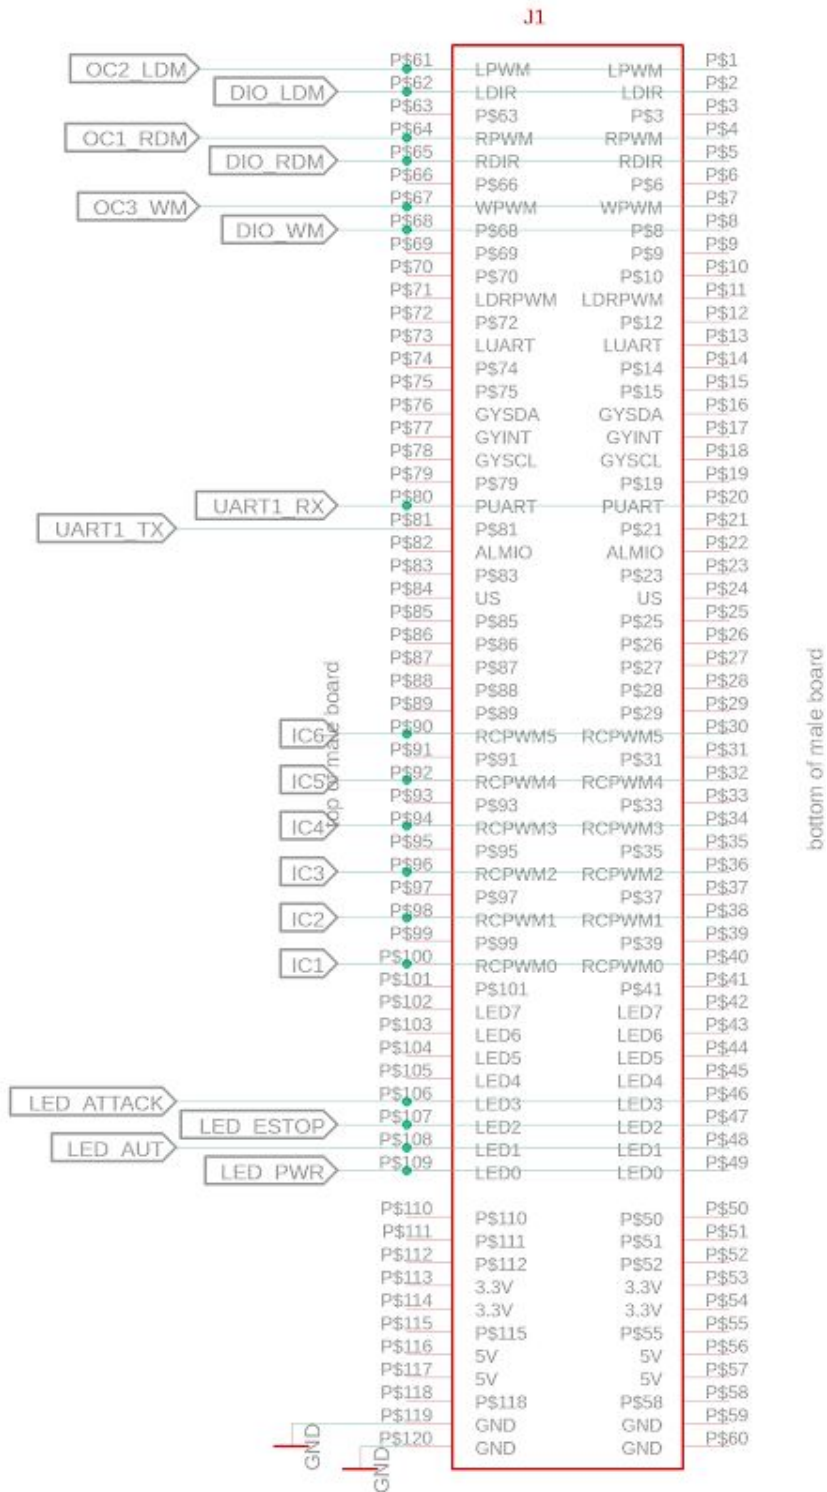 J1
OC2_LDM P$61 LPWM LPWM P$1
DIO_LDM P$62 LDIR LDIR P$2
P$63 P$63 P$3 P$3
OC1_RDM P$64 RPWM RPWM P$4
DIO_RDM P$65 RDIR RDIR P$5
P$66 P$66 P$6 P$6
OC3_WM P$67 WPWM WPWM P$7
DIO_WM P$68 P$68 P$8 P$8
P$69 P$69 P$9 P$9
P$70 P$70 P$10 P$10
P$71 LDRPWM LDRPWM P$11
P$72 P$72 P$12 P$12
P$73 LUART LUART P$13
P$74 P$74 P$14 P$14
P$75 P$75 P$15 P$15
P$76 GYSDA GYSDA P$16
P$77 GYINT GYINT P$17
P$78 GYSCL GYSCL P$18
P$79 P$79 P$19 P$19
UART1_RX P$80 PUART PUART P$20
UART1_TX P$81 P$81 P$21 P$21
P$82 ALMIO ALMIO P$22
P$83 P$83 P$23 P$23
P$84 US US P$24
P$85 P$85 P$25 P$25
P$86 P$86 P$26 P$26
P$87 P$87 P$27 P$27
P$88 P$88 P$28 P$28
P$89 P$89 P$29 P$29
IC6 P$90 RCPWM5 RCPWM5 P$30
P$91 P$91 P$31 P$31
IC5 P$92 RCPWM4 RCPWM4 P$32
P$93 P$93 P$33 P$33
IC4 P$94 RCPWM3 RCPWM3 P$34
P$95 P$95 P$35 P$35
IC3 P$96 RCPWM2 RCPWM2 P$36
P$97 P$97 P$37 P$37
IC2 P$98 RCPWM1 RCPWM1 P$38
P$99 P$99 P$39 P$39
IC1 P$100 RCPWM0 RCPWM0 P$40
P$101 P$101 P$41 P$41
P$102 LED7 LED7 P$42
P$103 LED6 LED6 P$43
P$104 LED5 LED5 P$44
P$105 LED4 LED4 P$45
LED_ATTACK P$106 LED3 LED3 P$46
LED_ESTOP P$107 LED2 LED2 P$47
LED_AUT P$108 LED1 LED1 P$48
LED_PWR P$109 LED0 LED0 P$49
P$110 P$110 P$50 P$50
P$111 P$111 P$51 P$51
P$112 P$112 P$52 P$52
P$113 3.3V 3.3V P$53
P$114 3.3V 3.3V P$54
P$115 P$115 P$55 P$55
P$116 5V 5V P$56
P$117 5V 5V P$57
P$118 P$118 P$58 P$58
P$119 GND GND P$59
P$120 GND GND P$60
GND
GND
top of male board
bottom of male board